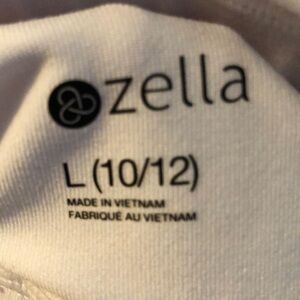 zella
L (10/12)
MADE IN VIETNAM
FABRIQUÉ AU VIETNAM